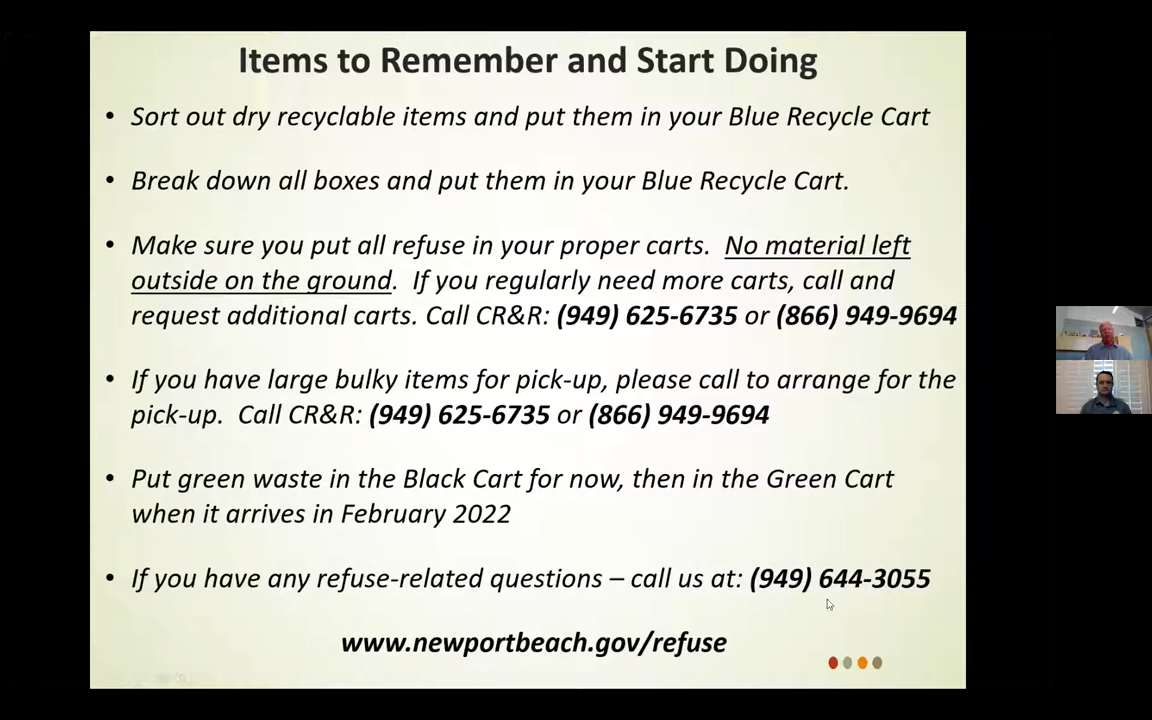 Items to Remember and Start Doing
• Sort out dry recyclable items and put them in your Blue Recycle Cart
• Break down all boxes and put them in your Blue Recycle Cart.
• Make sure you put all refuse in your proper carts. No material left
outside on the ground. If you regularly need more carts, call and
request additional carts. Call CR&R: (949) 625-6735 or (866) 949-9694
• If you have large bulky items for pick-up, please call to arrange for the
pick-up. Call CR&R: (949) 625-6735 or (866) 949-9694
• Put green waste in the Black Cart for now, then in the Green Cart
when it arrives in February 2022
• If you have any refuse-related questions – call us at: (949) 644-3055
www.newportbeach.gov/refuse